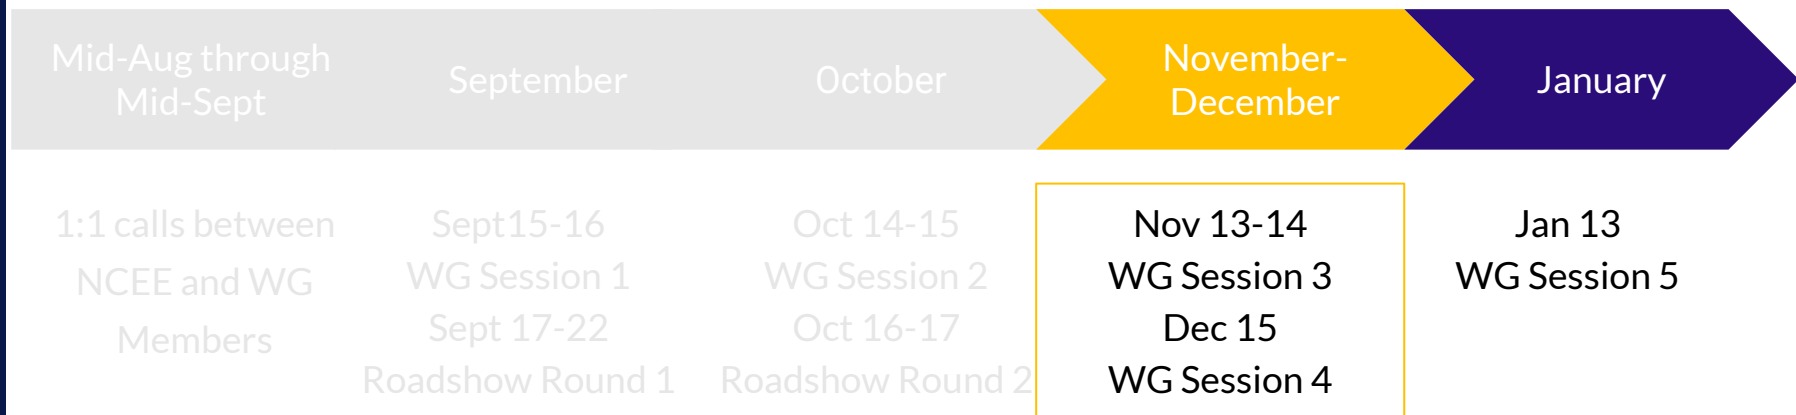 Mid-Aug through
Mid-Sept
September
October
November-
December
January
1:1 calls between
NCEE and WG
Members
Sept15-16
WG Session 1
Sept 17-22
Roadshow Round 1
Oct 14-15
WG Session 2
Oct 16-17
Roadshow Round 2
Nov 13-14
WG Session 3
Dec 15
WG Session 4
Jan 13
WG Session 5